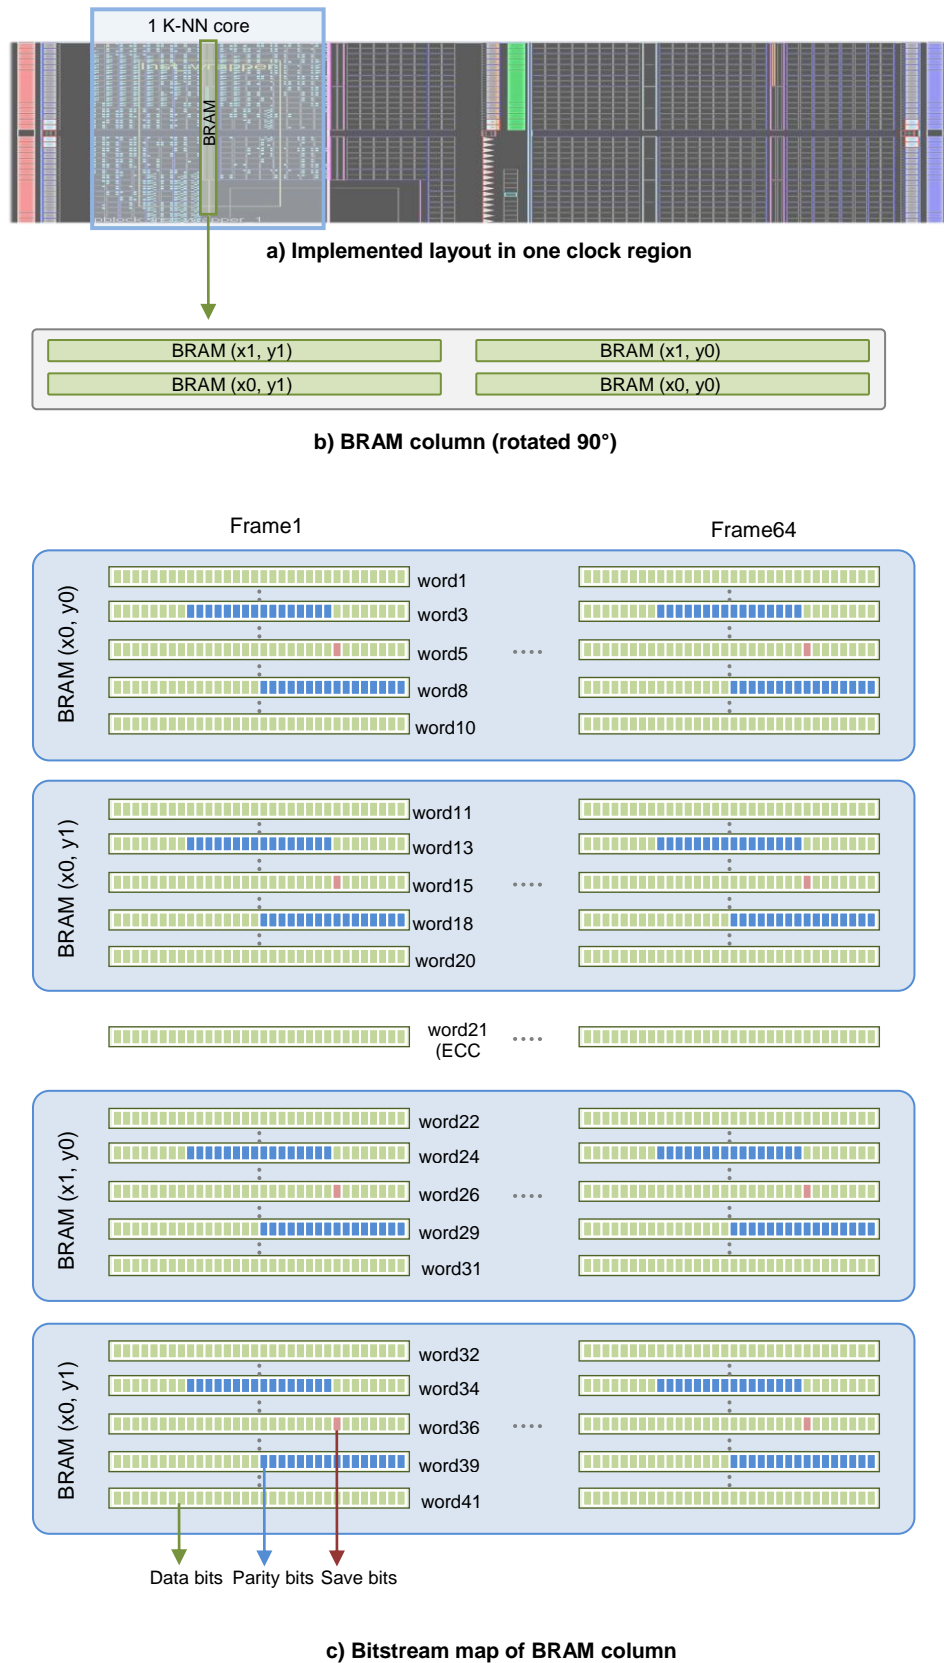 1 K-NN core
Inst_wrapper
BRAM
pblock_inst_wrapper_1
a) Implemented layout in one clock region
BRAM (x1, y1)
BRAM (x1, y0)
BRAM (x0, y1)
BRAM (x0, y0)
b) BRAM column (rotated 90°)
Frame1
Frame64
BRAM (x0, y0)
word1
word3
word5
word8
word10
BRAM (x0, y1)
word11
word13
word15
word18
word20
word21
(ECC
BRAM (x1, y0)
word22
word24
word26
word29
word31
BRAM (x0, y1)
word32
word34
word36
word39
word41
Data bits
Parity bits
Save bits
c) Bitstream map of BRAM column